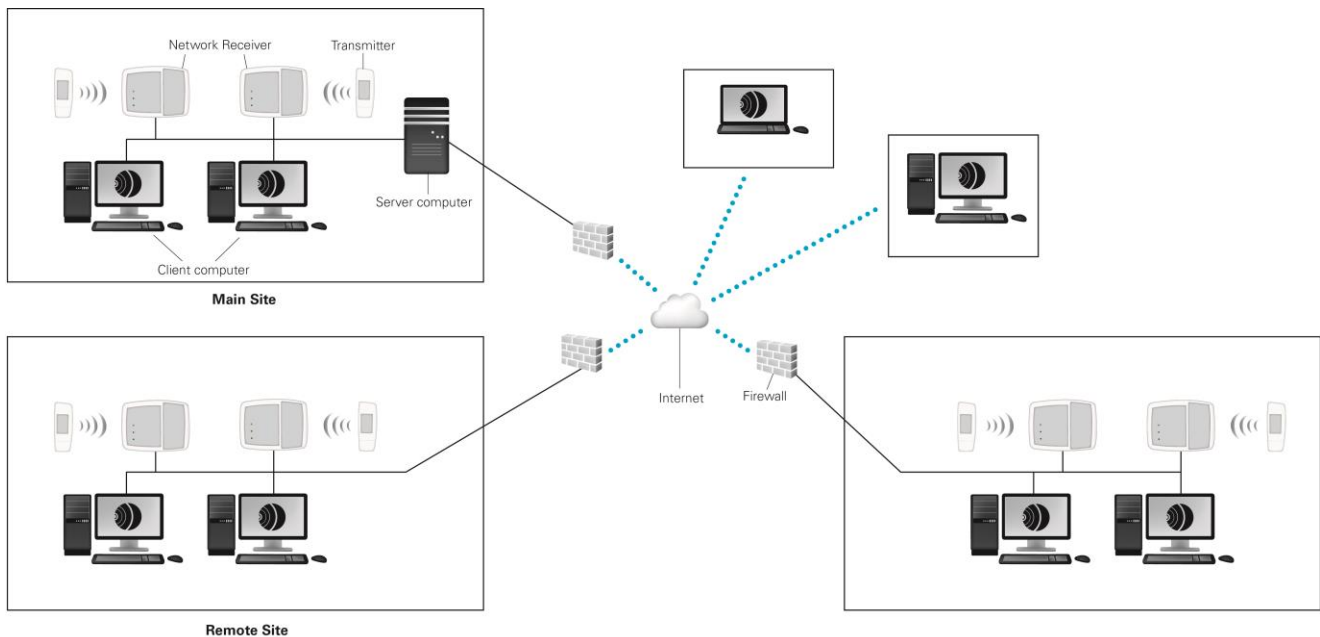 Network Receiver
Transmitter
Server computer
Client computer
Main Site
Internet
Firewall
Remote Site